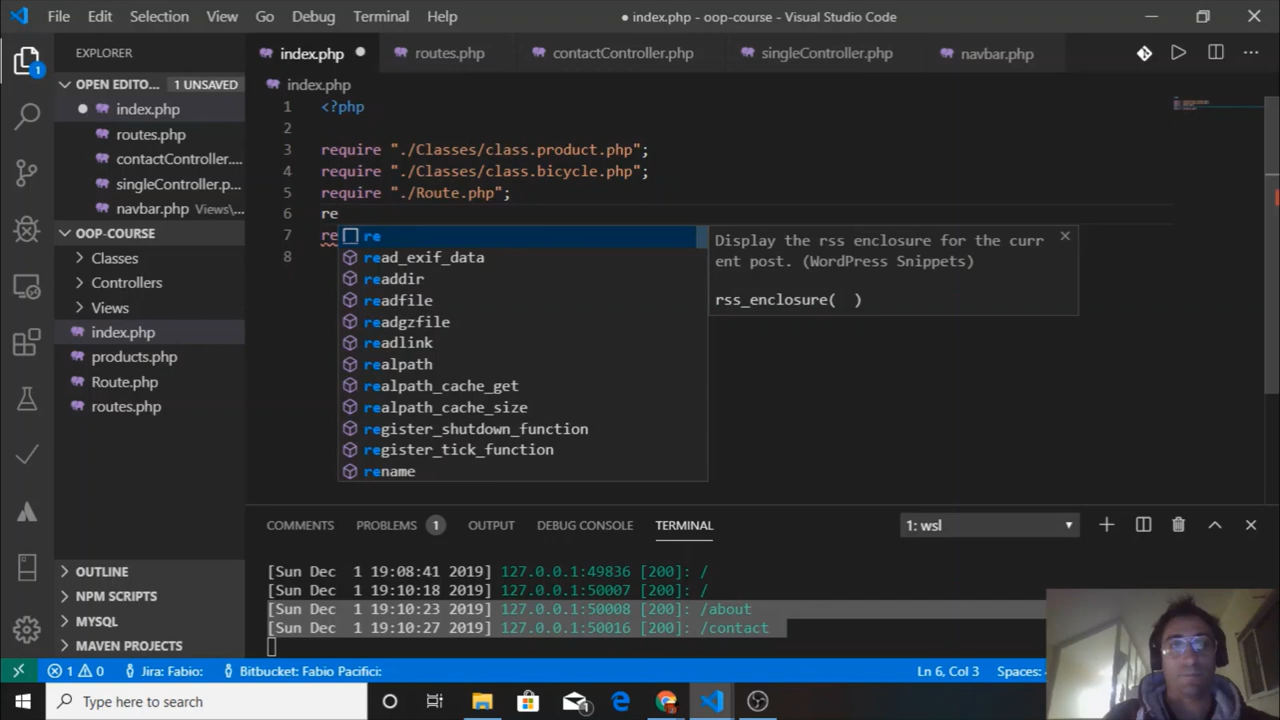 File Edit Selection View Go Debug Terminal Help
● index.php - oop-course - Visual Studio Code
EXPLORER
index.php
routes.php
contactController.php
singleController.php
navbar.php
OPEN EDITO... 1 UNSAVED
index.php
routes.php
contactController....
singleController.p...
navbar.php Views\...
OOP-COURSE
Classes
Controllers
Views
index.php
products.php
Route.php
routes.php
OUTLINE
NPM SCRIPTS
MYSQL
MAVEN PROJECTS
index.php
1 <?php
2
3 require "./Classes/class.product.php";
4 require "./Classes/class.bicycle.php";
5 require "./Route.php";
6 re
7 re
8
re
read_exif_data
readdir
readfile
readgzfile
readlink
realpath
realpath_cache_get
realpath_cache_size
register_shutdown_function
register_tick_function
rename
Display the rss enclosure for the curr
ent post. (WordPress Snippets)
rss_enclosure( )
COMMENTS PROBLEMS 1 OUTPUT DEBUG CONSOLE TERMINAL
1: wsl
[Sun Dec 1 19:08:41 2019] 127.0.0.1:49836 [200]: /
[Sun Dec 1 19:10:18 2019] 127.0.0.1:50007 [200]: /
[Sun Dec 1 19:10:23 2019] 127.0.0.1:50008 [200]: /about
[Sun Dec 1 19:10:27 2019] 127.0.0.1:50016 [200]: /contact
1 0 Jira: Fabio: Bitbucket: Fabio Pacifici: Ln 6, Col 3 Spaces:
Type here to search
1
1